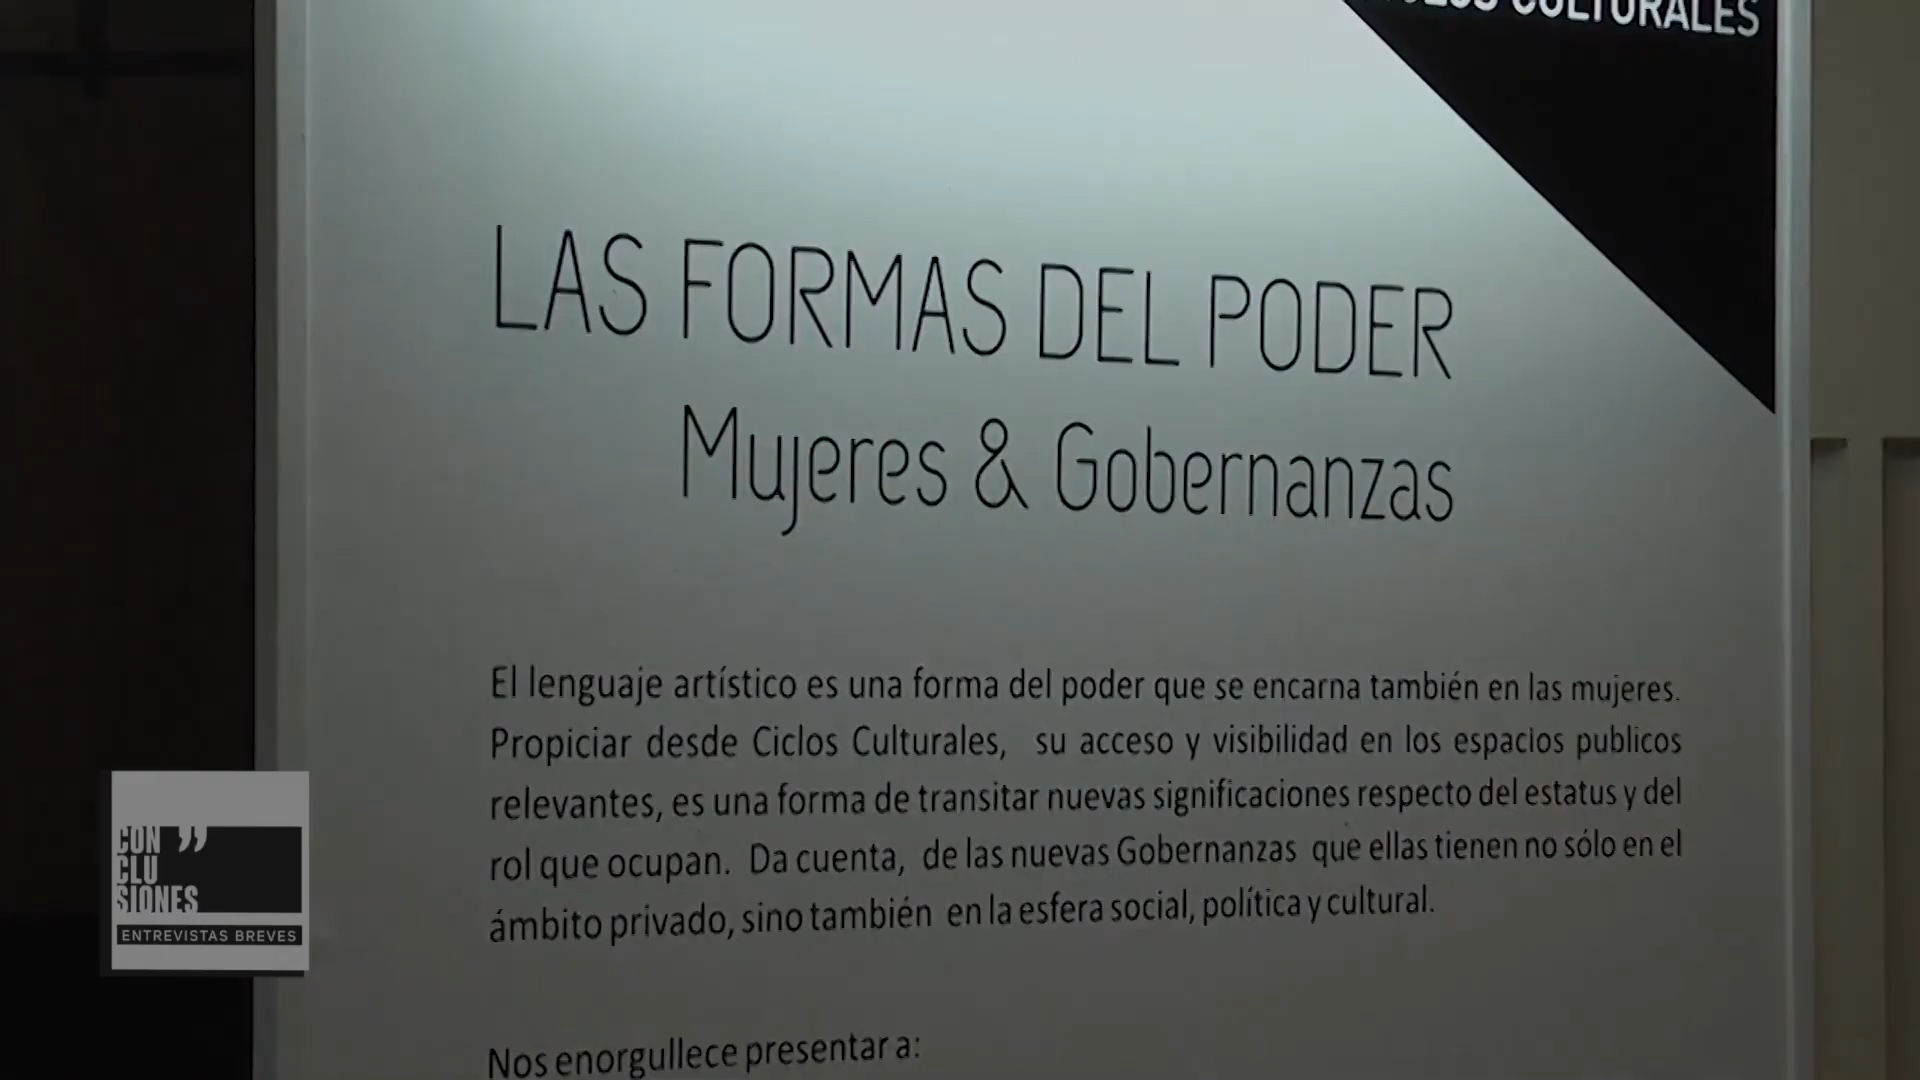 CULTURALES
LAS FORMAS DEL PODER
Mujeres & Gobernanzas
El lenguaje artístico es una forma del poder que se encarna también en las mujeres.
Propiciar desde Ciclos Culturales, su acceso y visibilidad en los espacios publicos
relevantes, es una forma de transitar nuevas significaciones respecto del estatus y del
rol que ocupan. Da cuenta, de las nuevas Gobernanzas que ellas tienen no sólo en el
ámbito privado, sino también en la esfera social, política y cultural.
Nos enorgullece presentar a:
CON ”
CLU
SIONES
ENTREVISTAS BREVES